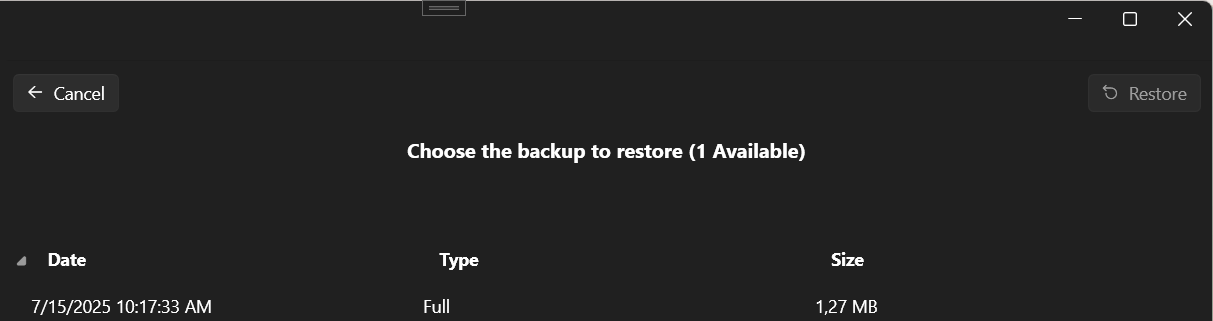 Cancel
Restore
Choose the backup to restore (1 Available)
Date Type Size
7/15/2025 10:17:33 AM Full 1,27 MB